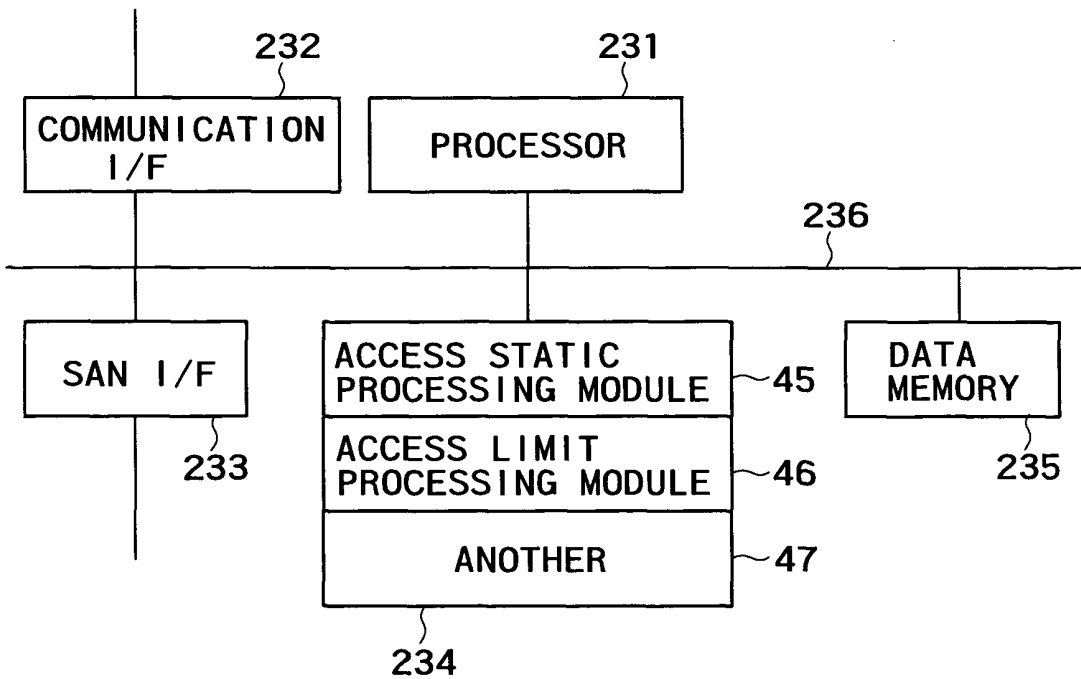 232
231
COMMUNICATION
I/F
PROCESSOR
236
SAN I/F
ACCESS STATIC
PROCESSING MODULE
45
DATA
MEMORY
233
ACCESS LIMIT
PROCESSING MODULE
46
235
ANOTHER
47
234